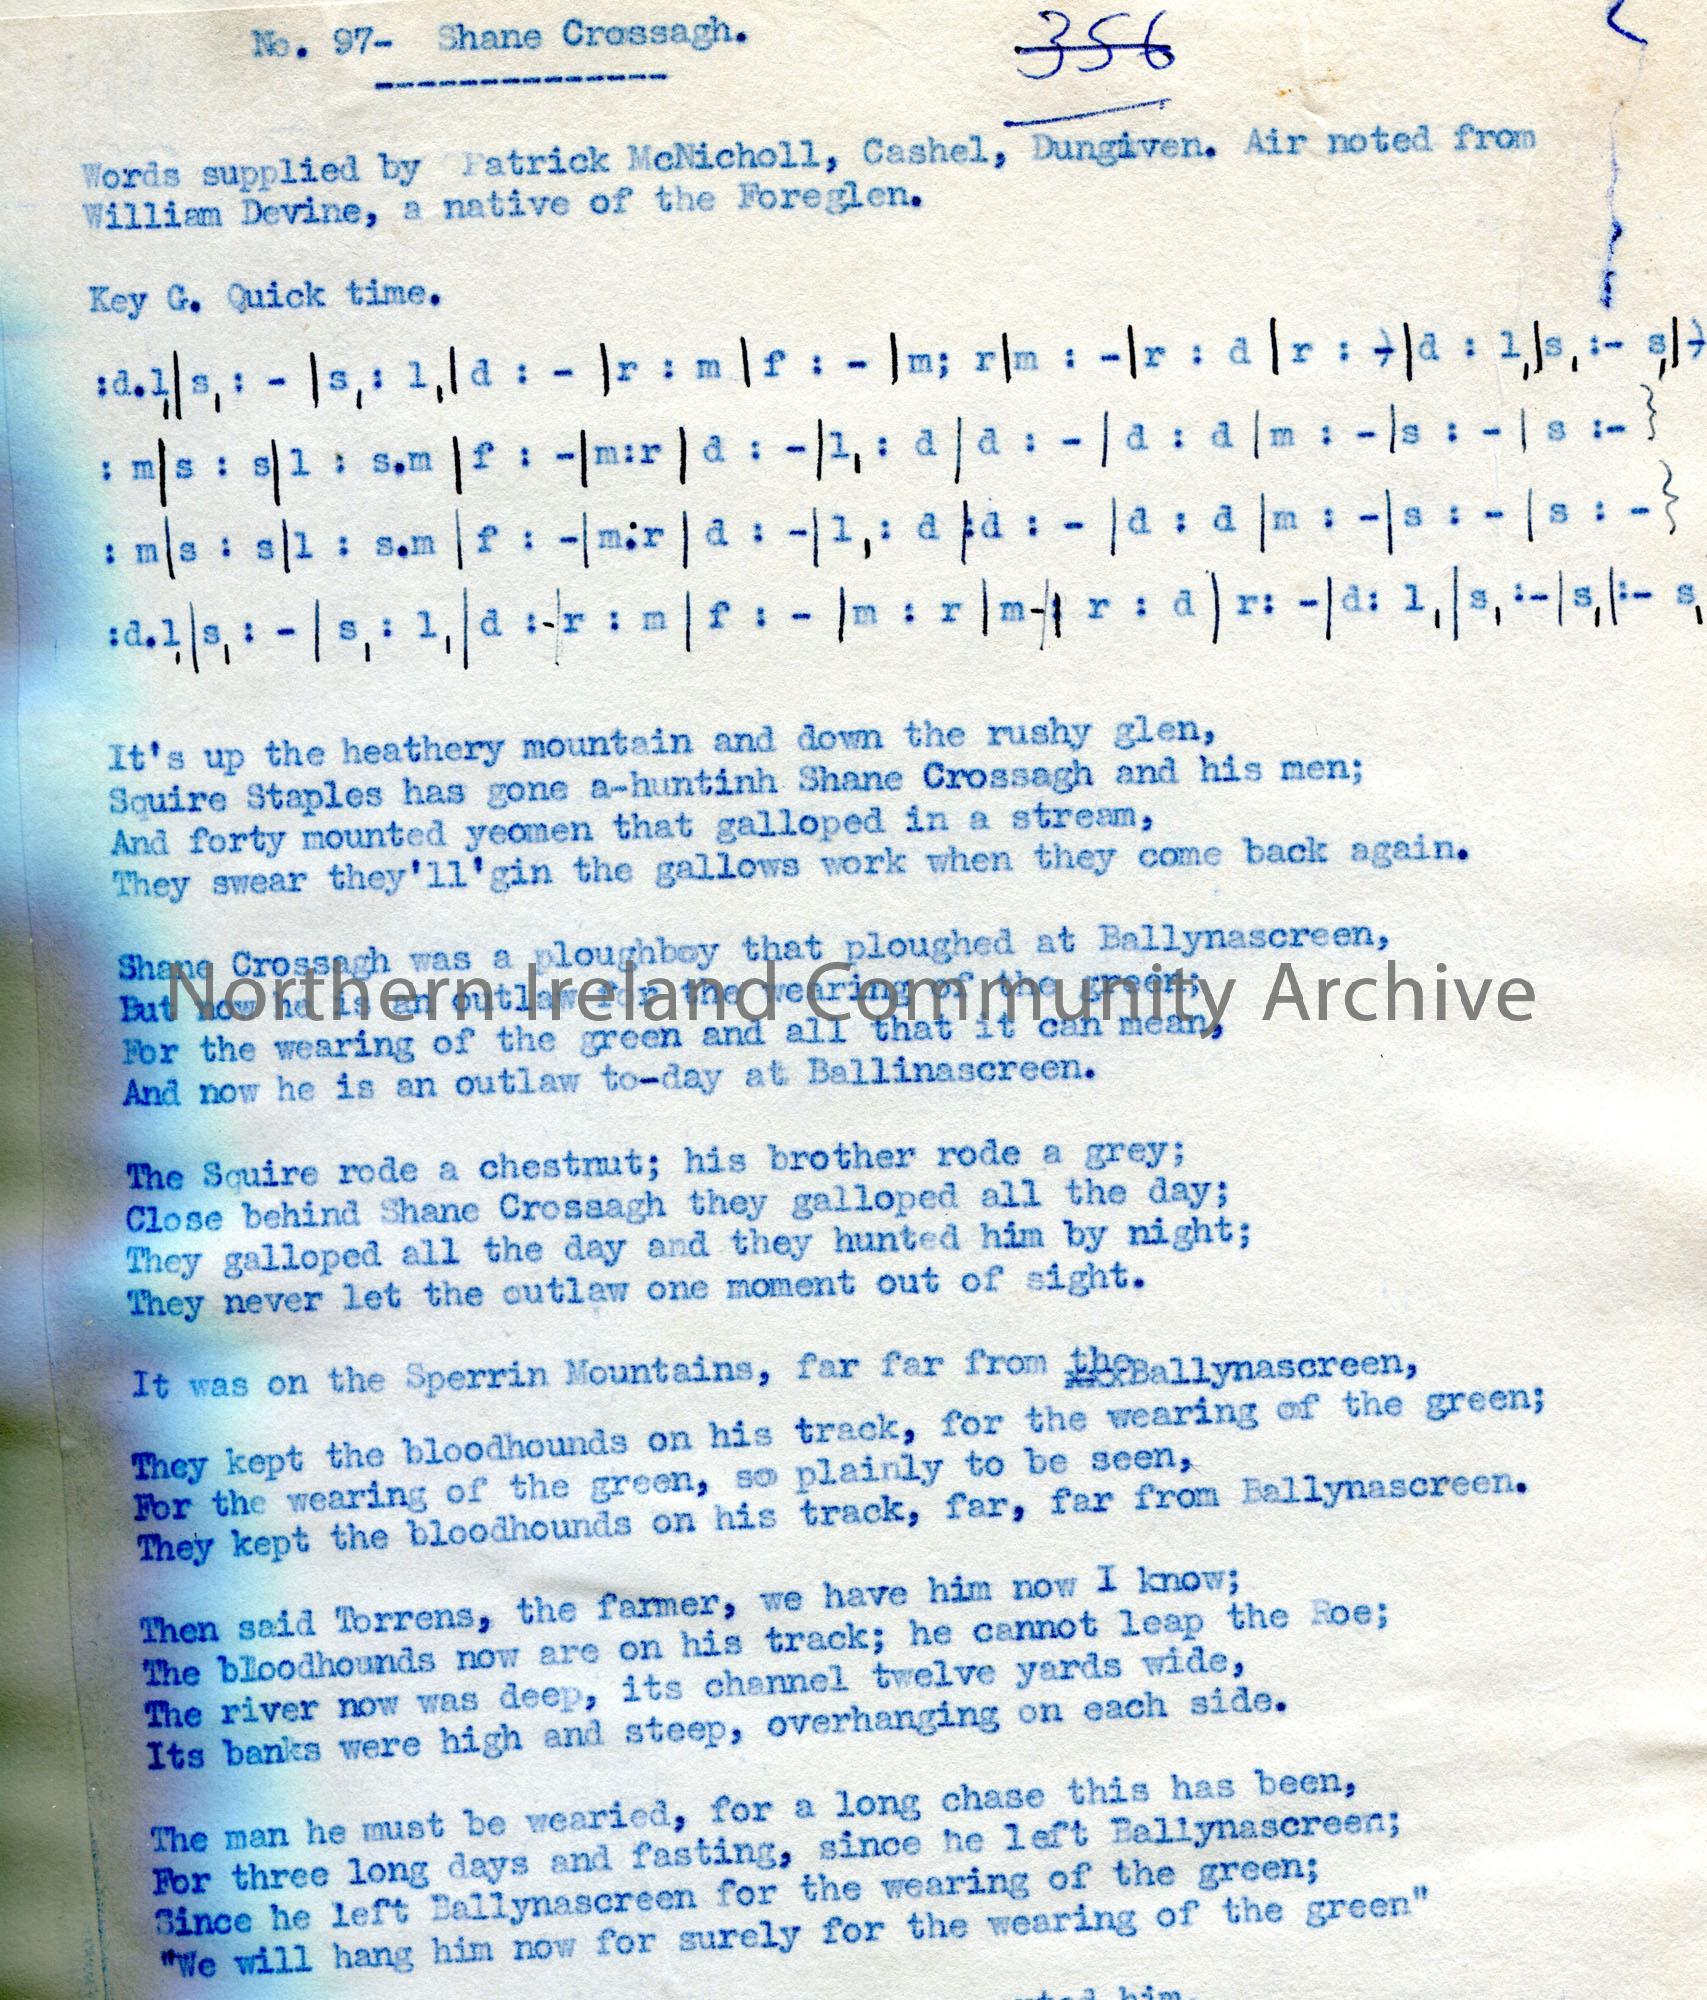 No. 97- Shane Crossagh.
356
Words supplied by Patrick McNicholl, Cashel, Dungiven. Air noted from
William Devine, a native of the Foreglen.
Key G. Quick time.
:d.l,|s, : - |s, : l,|d : - |r : m |f : - |m; r|m : -|r : d |r : -)|d : l,|s, :- s,|-)
: m|s : s|l : s.m |f : -|m:r| d : -|l, : d |d : - |d : d |m : -|s : - | s :- }
: m|s : s|l : s.m |f : -|m:r | d : -|l, : d |:d : - |d : d |m : -|s : - | s : -}
:d.l,|s, : - | s, : l,|d :-|r : m |f : - |m : r |m-|| r : d | r: -|d: l,|s, :-|s,|:- s,
It's up the heathery mountain and down the rushy glen,
Squire Staples has gone a-huntinh Shane Crossagh and his men;
And forty mounted yeomen that galloped in a stream,
They swear they'll'gin the gallows work when they come back again.
Shane Crossagh was a ploughboy that ploughed at Ballynascreen,
But now he is an outlaw for the wearing of the green;
Northern Ireland Community Archive
For the wearing of the green and all that it can mean,
And now he is an outlaw to-day at Ballinascreen.
The Squire rode a chestnut; his brother rode a grey;
Close behind Shane Crossagh they galloped all the day;
They galloped all the day and they hunted him by night;
They never let the outlaw one moment out of sight.
It was on the Sperrin Mountains, far far from the Ballynascreen,
They kept the bloodhounds on his track, for the wearing of the green;
For the wearing of the green, so plainly to be seen,
They kept the bloodhounds on his track, far, far from Ballynascreen.
Then said Torrens, the farmer, we have him now I know;
The bloodhounds now are on his track; he cannot leap the Roe;
The river now was deep, its channel twelve yards wide,
Its banks were high and steep, overhanging on each side.
The man he must be wearied, for a long chase this has been,
For three long days and fasting, since he left Ballynascreen;
Since he left Ballynascreen for the wearing of the green;
"We will hang him now for surely for the wearing of the green"
him.